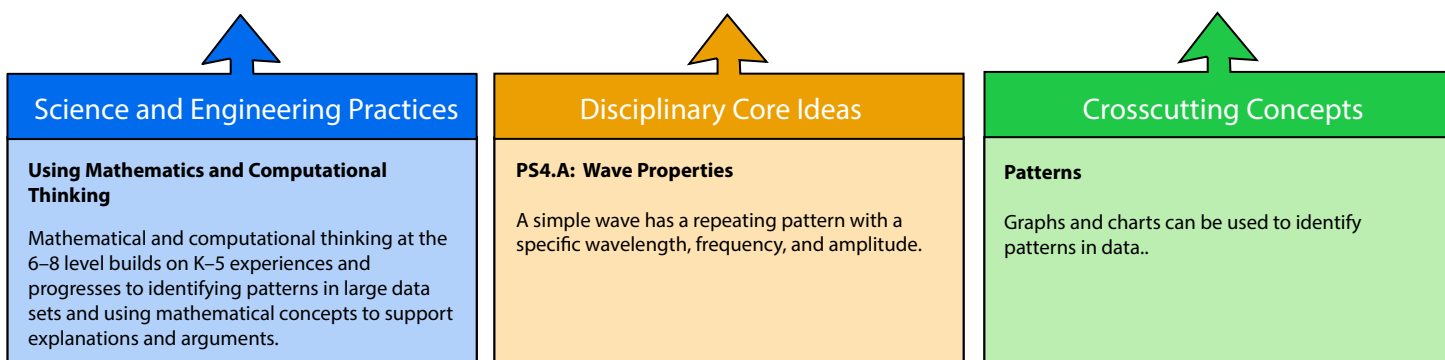 Science and Engineering Practices
Using Mathematics and Computational
Thinking
Mathematical and computational thinking at the
6–8 level builds on K–5 experiences and
progresses to identifying patterns in large data
sets and using mathematical concepts to support
explanations and arguments.
Disciplinary Core Ideas
PS4.A: Wave Properties
A simple wave has a repeating pattern with a
specific wavelength, frequency, and amplitude.
Crosscutting Concepts
Patterns
Graphs and charts can be used to identify
patterns in data..